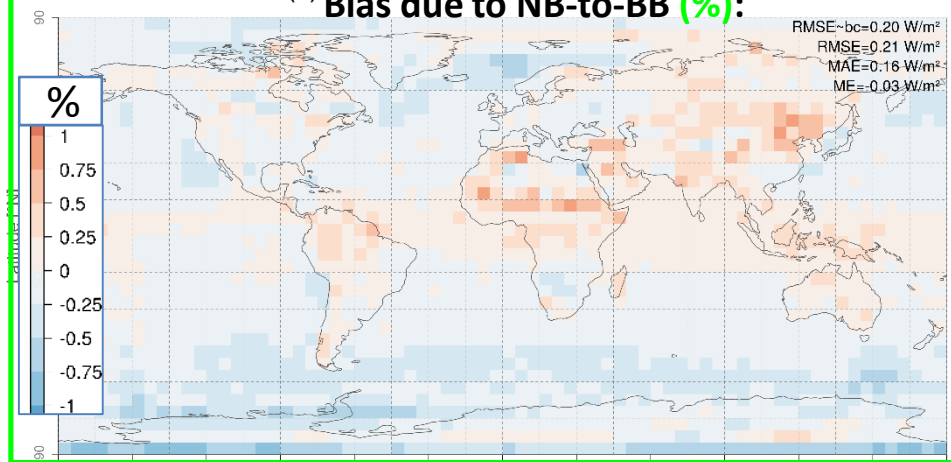 Bias due to NB-to-BB (%):
90
RMSE~bc=0.20 W/m²
RMSE=0.21 W/m²
MAE=0.16 W/m²
ME=-0.03 W/m²
%
1
0.75
0.5
0.25
0
-0.25
-0.5
-0.75
-1
90